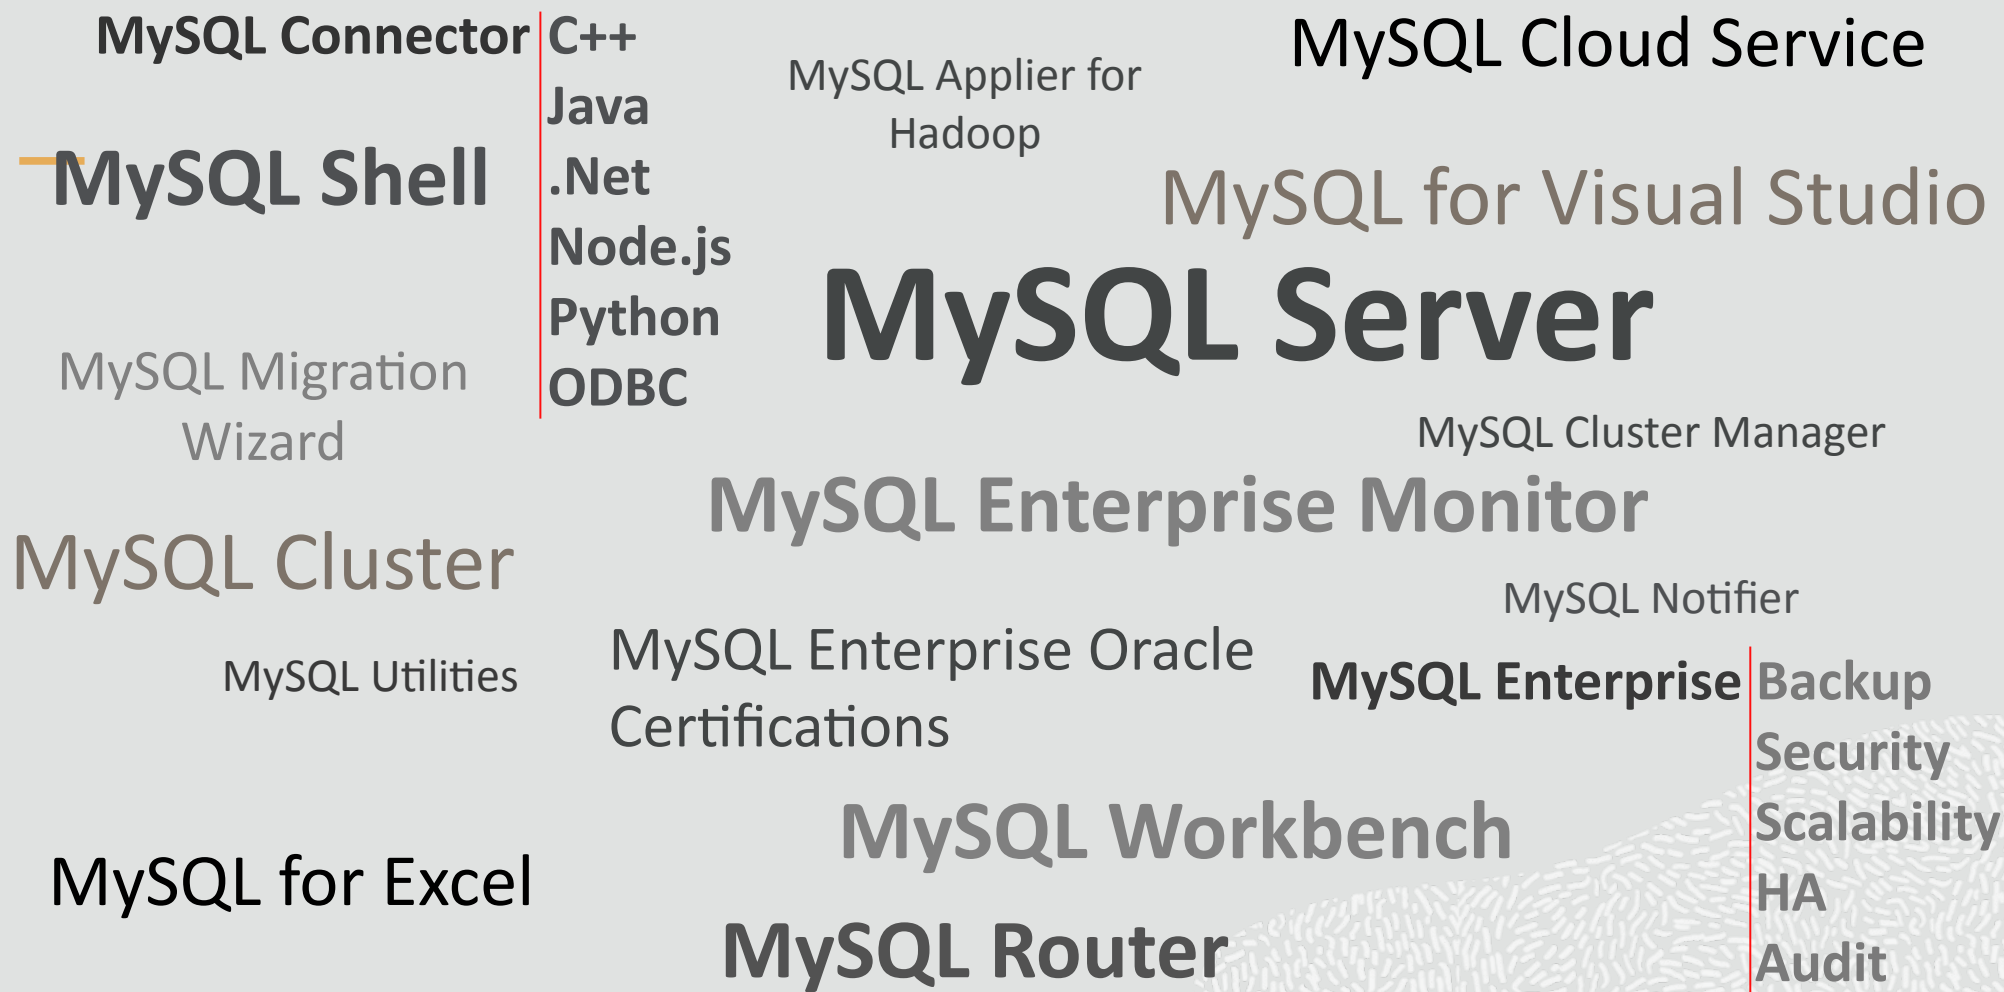 MySQL Connector
C++
Java
.Net
Node.js
Python
ODBC
MySQL Applier for
Hadoop
MySQL Cloud Service
MySQL Shell
MySQL for Visual Studio
MySQL Server
MySQL Migration
Wizard
MySQL Cluster Manager
MySQL Enterprise Monitor
MySQL Cluster
MySQL Notifier
MySQL Utilities
MySQL Enterprise Oracle
Certifications
MySQL Enterprise
Backup
Security
Scalability
HA
Audit
MySQL Workbench
MySQL for Excel
MySQL Router